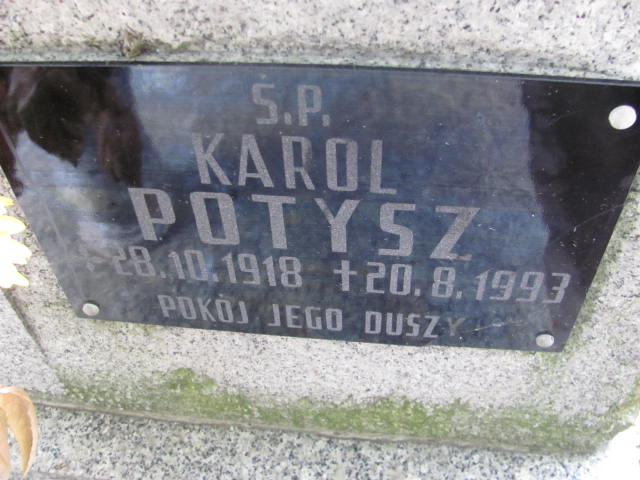 Ś.P.
KAROL
POTYSZ
* 28.10.1918 † 20.8.1993
POKÓJ JEGO DUSZY